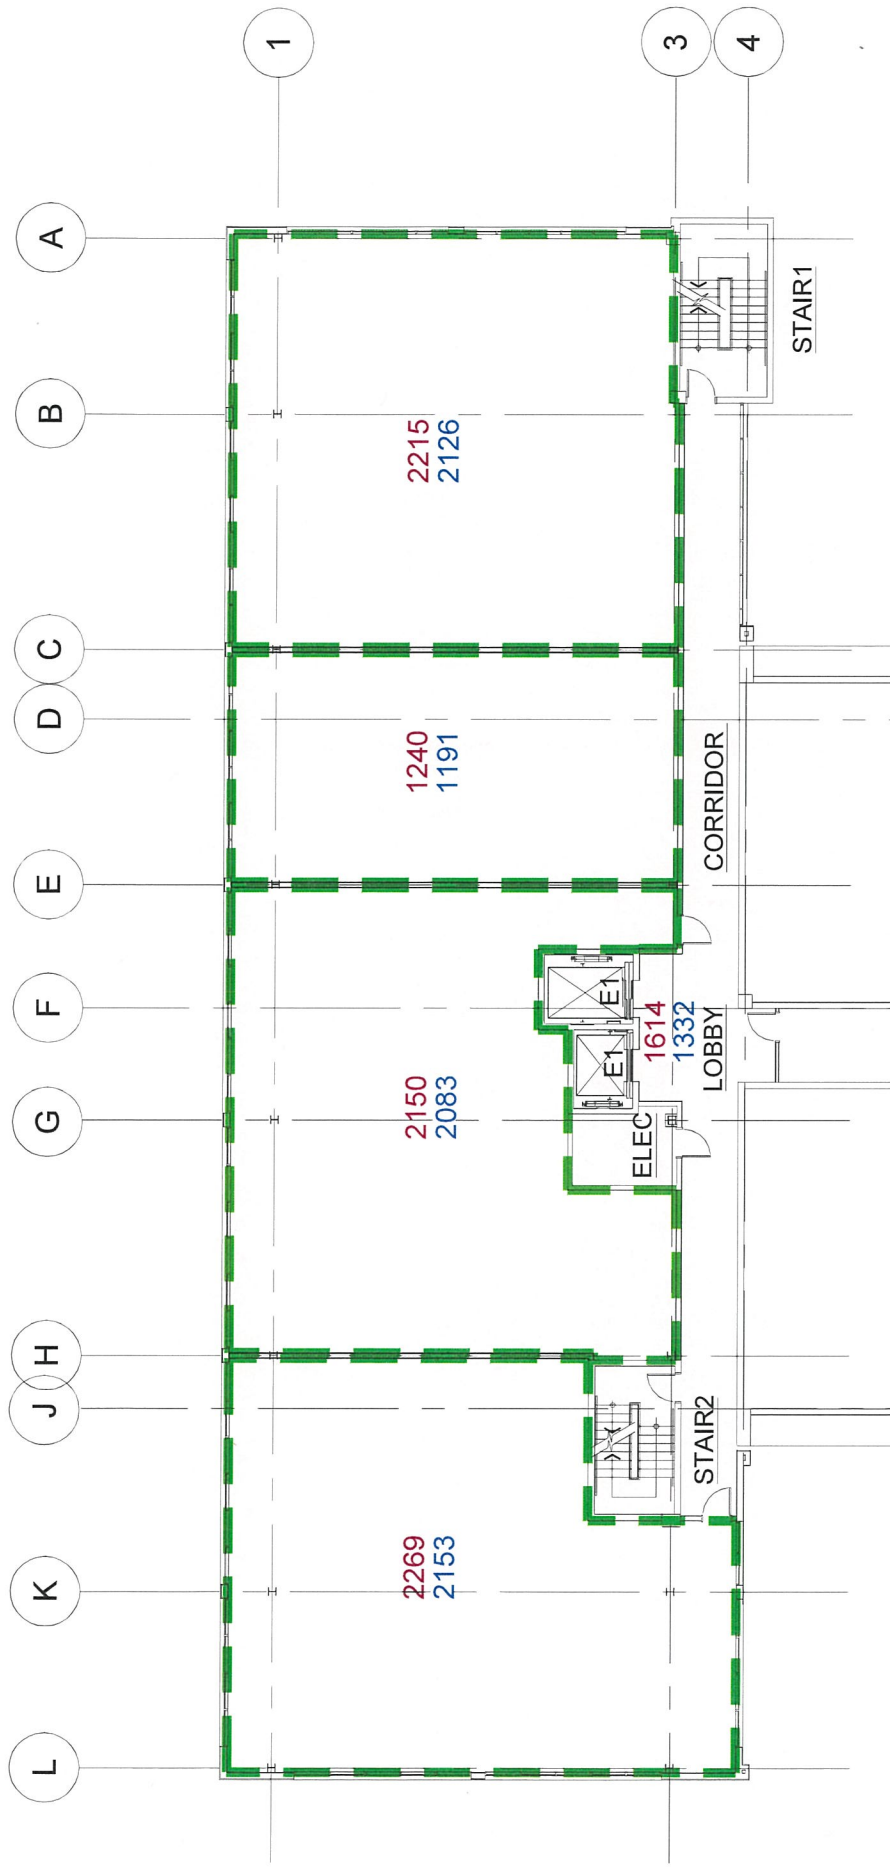 L
K
J
H
G
F
E
D
C
B
A
1
2269
2153
2150
2083
1240
1191
2215
2126
E1
E1
ELEC
1614
1332
LOBBY
STAIR2
CORRIDOR
STAIR1
3
4